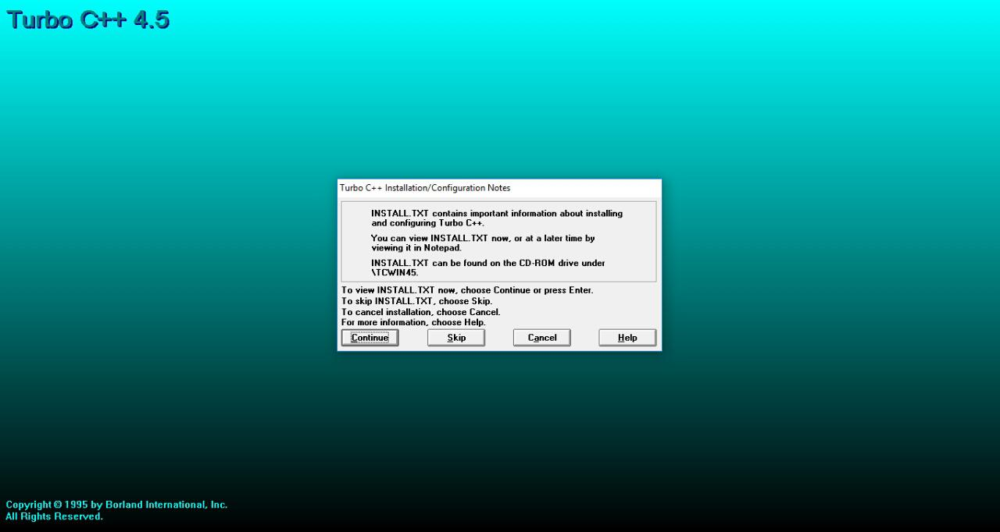 Turbo C++ 4.5
Turbo C++ Installation/Configuration Notes
INSTALL.TXT contains important information about installing
and configuring Turbo C++.
You can view INSTALL.TXT now, or at a later time by
viewing it in Notepad.
INSTALL.TXT can be found on the CD-ROM drive under
\TCWIN45.
To view INSTALL.TXT now, choose Continue or press Enter.
To skip INSTALL.TXT, choose Skip.
To cancel installation, choose Cancel.
For more information, choose Help.
Continue Skip Cancel Help
Copyright © 1995 by Borland International, Inc.
All Rights Reserved.